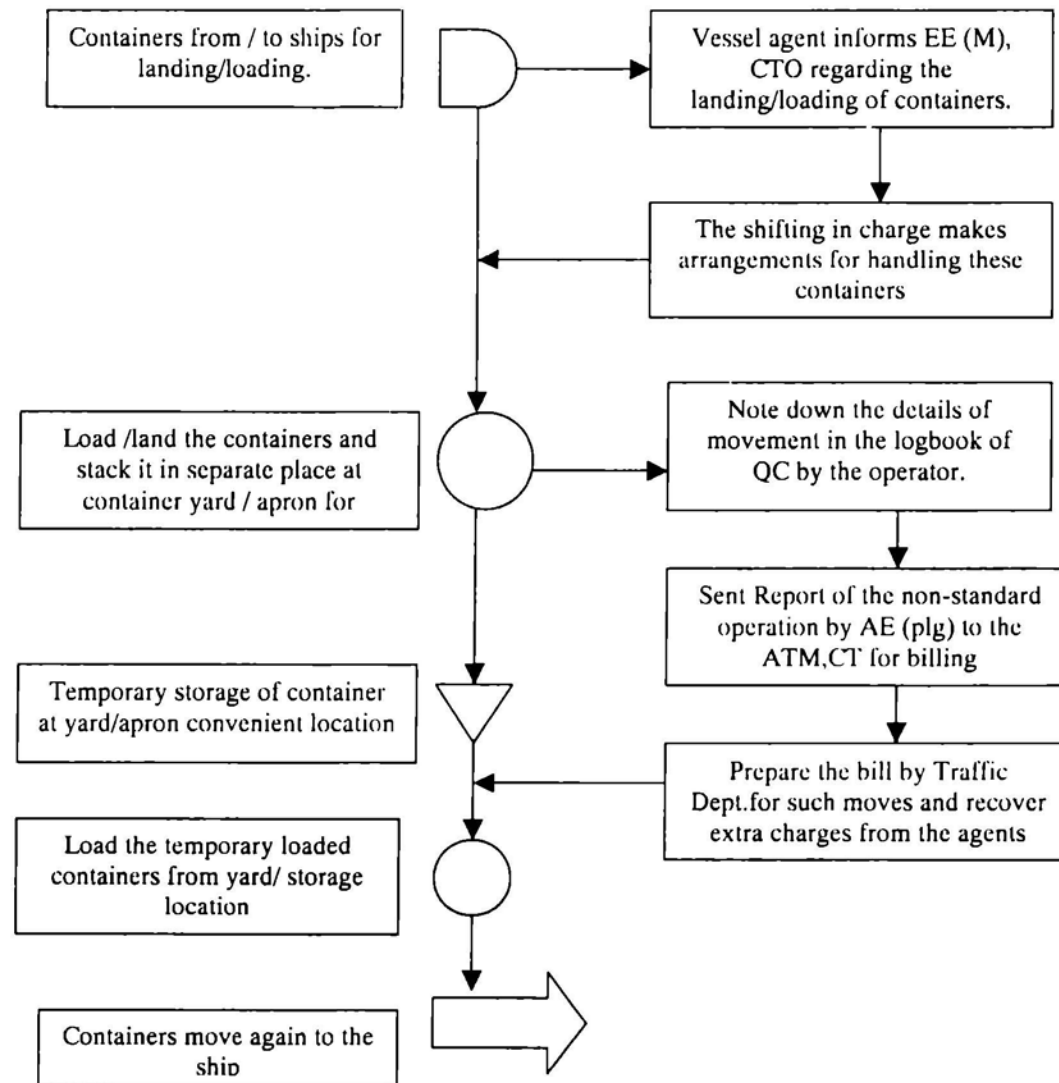 Containers from / to ships for
landing/loading.
Vessel agent informs EE (M),
CTO regarding the
landing/loading of containers.
The shifting in charge makes
arrangements for handling these
containers
Load /land the containers and
stack it in separate place at
container yard / apron for
Note down the details of
movement in the logbook of
QC by the operator.
Sent Report of the non-standard
operation by AE (plg) to the
ATM,CT for billing
Temporary storage of container
at yard/apron convenient location
Prepare the bill by Traffic
Dept.for such moves and recover
extra charges from the agents
Load the temporary loaded
containers from yard/ storage
location
Containers move again to the
ship